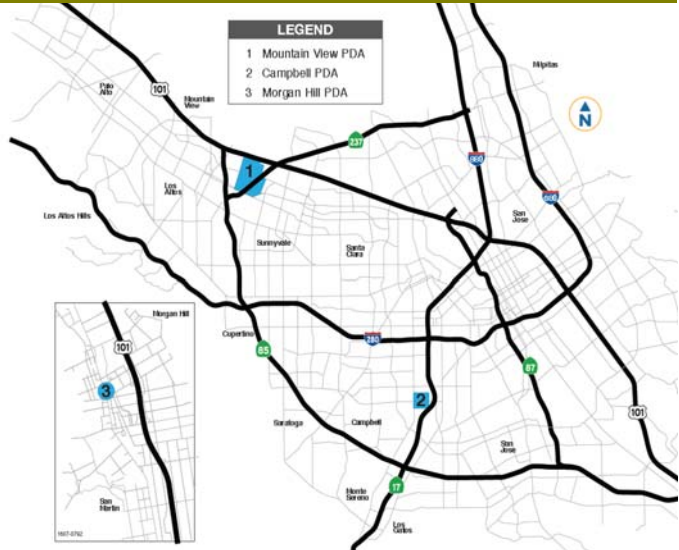 LEGEND
1 Mountain View PDA
2 Campbell PDA
3 Morgan Hill PDA
Milpitas
Palo
Alto
101
Mountain
View
N
237
880
1
Los
Altos
680
Los Altos Hills
San
Jose
Sunnyvale
Santa
Clara
Morgan Hill
101
Cupertino
280
85
87
3
2
101
Saratoga
Campbell
San
Jose
17
Monte
Sereno
San
Martin
Los
Gatos